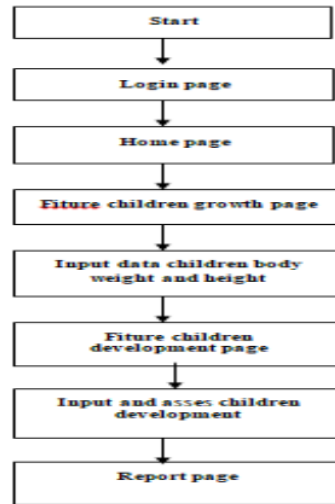 Start
Login page
Home page
Fiture children growth page
Input data children body
weight and height
Fiture children
development page
Input and asses children
development
Report page